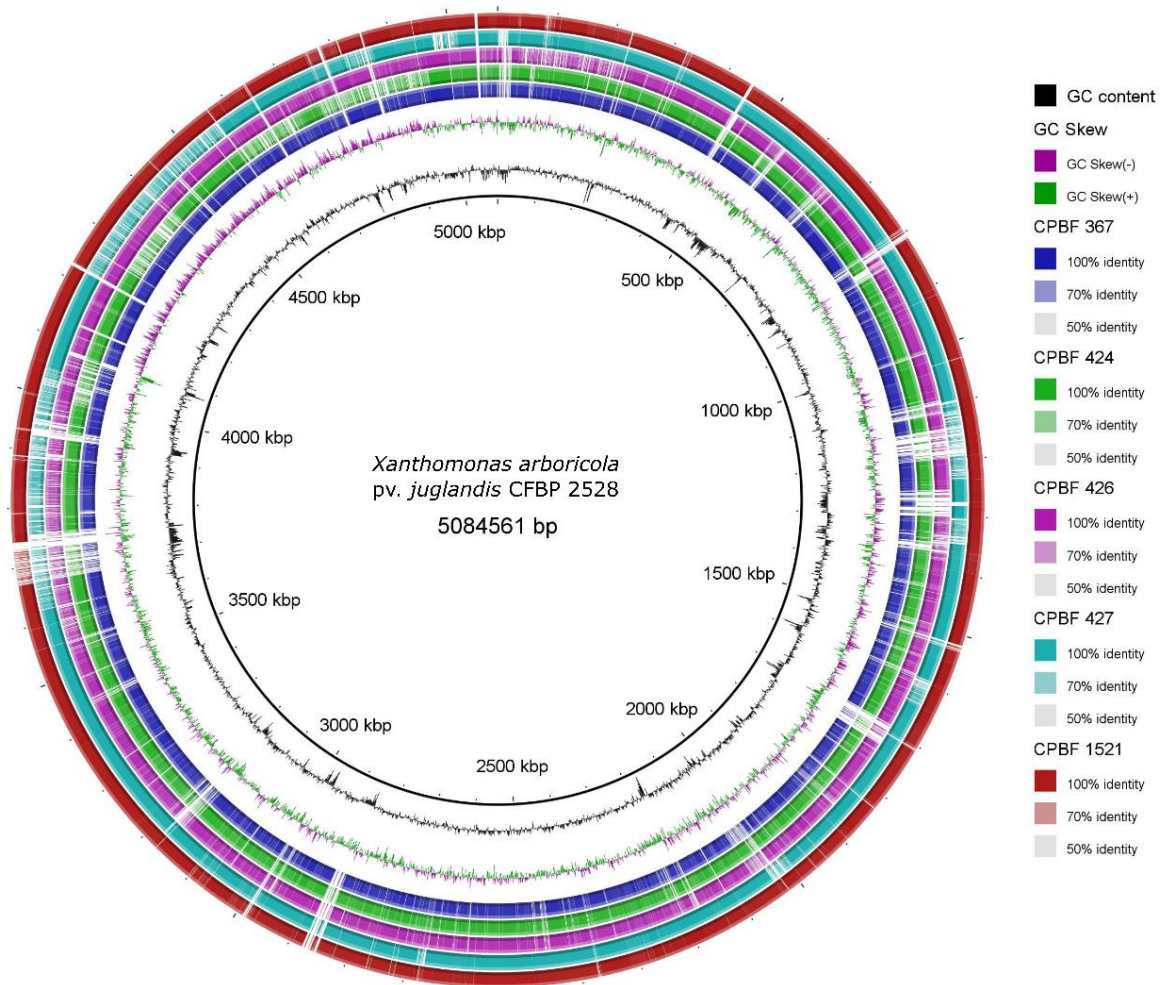 5000 kbp
500 kbp
4500 kbp
1000 kbp
4000 kbp
Xanthomonas arboricola
pv. juglandis CFBP 2528
5084561 bp
1500 kbp
3500 kbp
2000 kbp
3000 kbp
2500 kbp
GC content
GC Skew
GC Skew(-)
GC Skew(+)
CPBF 367
100% identity
70% identity
50% identity
CPBF 424
100% identity
70% identity
50% identity
CPBF 426
100% identity
70% identity
50% identity
CPBF 427
100% identity
70% identity
50% identity
CPBF 1521
100% identity
70% identity
50% identity